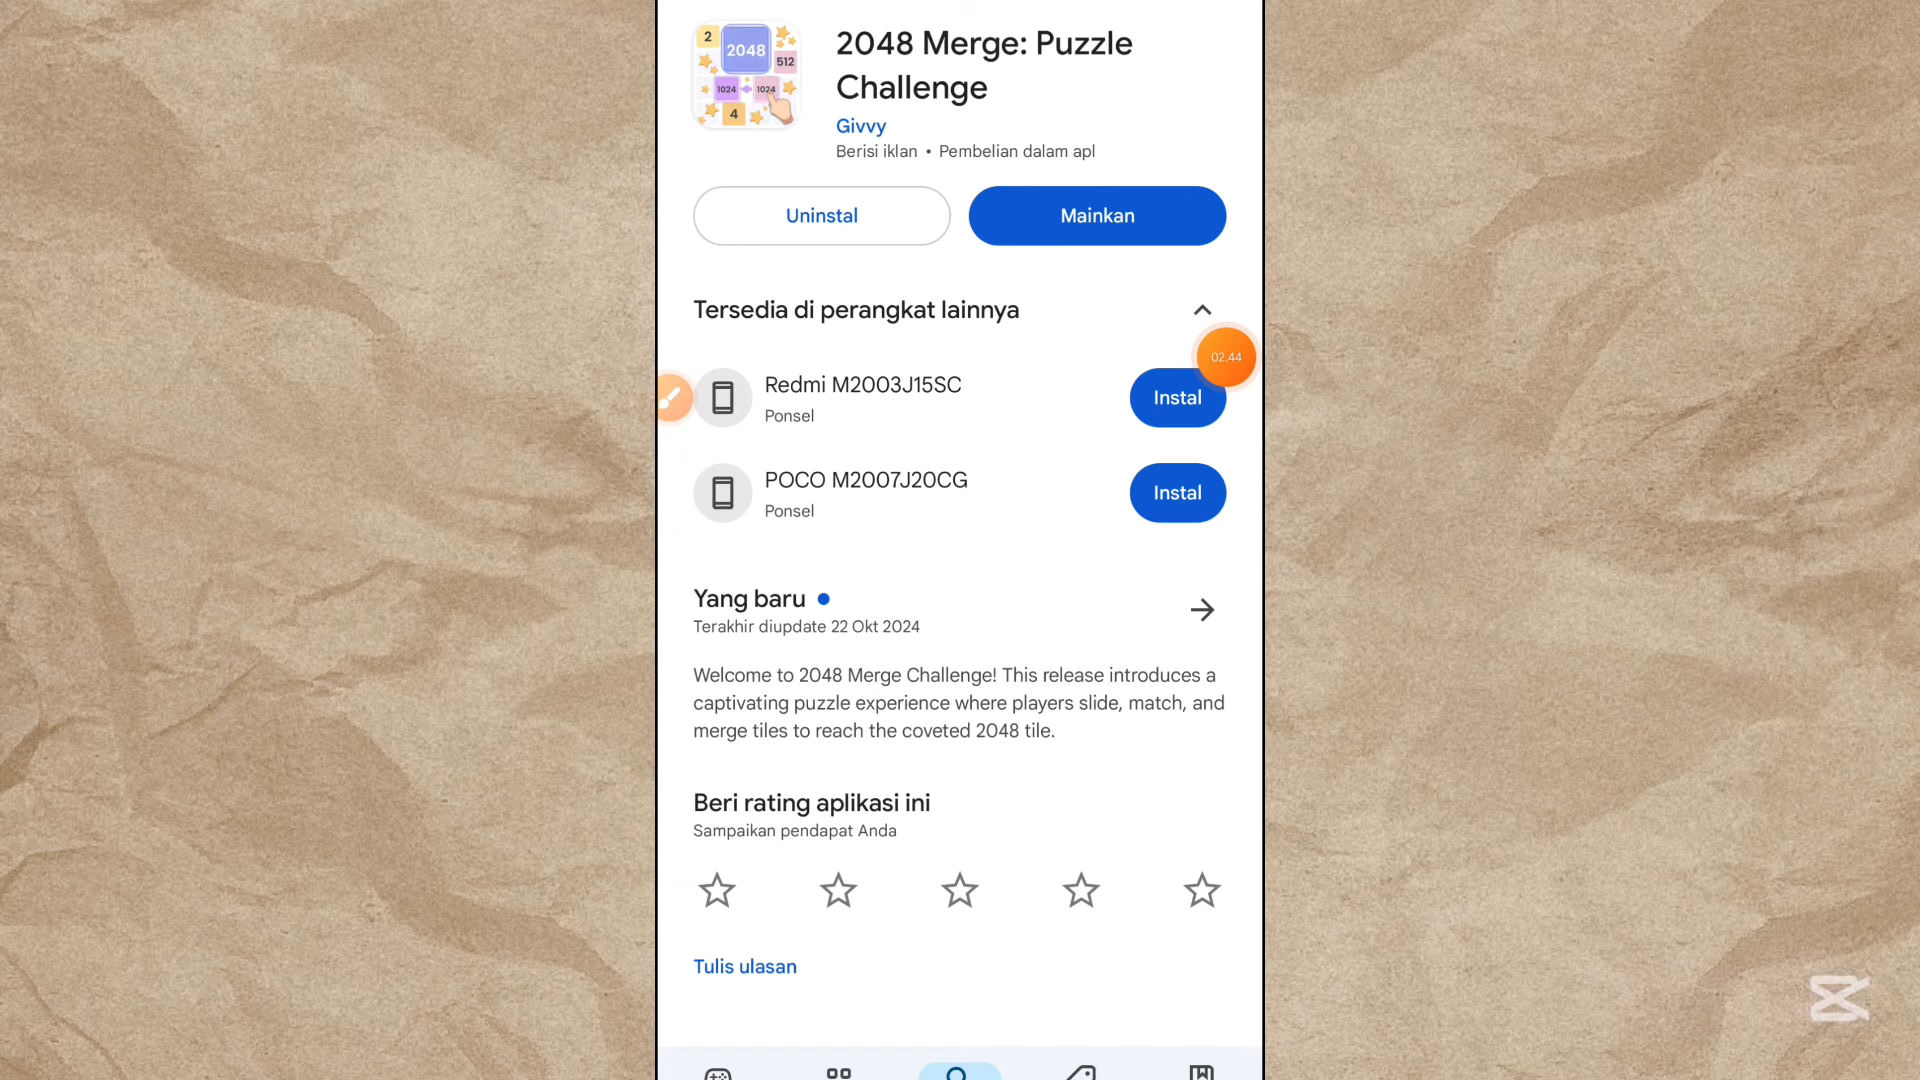 2
2048
512
1024
1024
4
2048 Merge: Puzzle
Challenge
Givvy
Berisi iklan • Pembelian dalam apl
Uninstal
Mainkan
Tersedia di perangkat lainnya
02.44
Redmi M2003J15SC
Ponsel
Instal
POCO M2007J20CG
Ponsel
Instal
Yang baru
Terakhir diupdate 22 Okt 2024
Welcome to 2048 Merge Challenge! This release introduces a
captivating puzzle experience where players slide, match, and
merge tiles to reach the coveted 2048 tile.
Beri rating aplikasi ini
Sampaikan pendapat Anda
Tulis ulasan